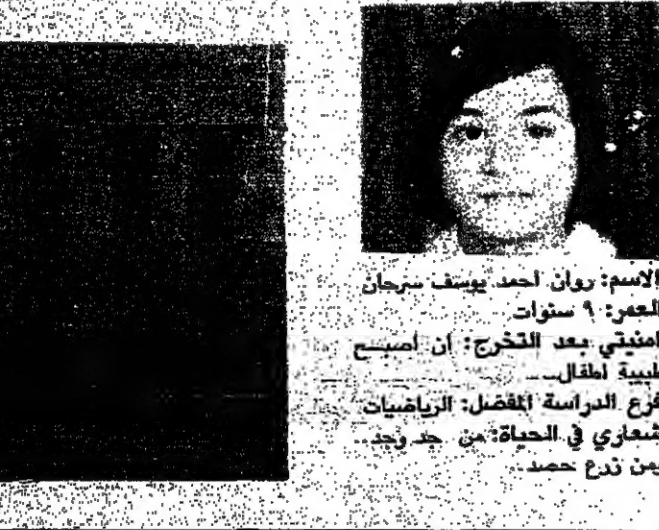 الاسم: روان احمد يوسف سرحان
العمر: ٩ سنوات
امنيتي بعد التخرج: أن أصبح
طبيبة اطفال
فرع الدراسة المفضل: الرياضيات
شعاري في الحياة: من جد وجد
ومن زرع حصد